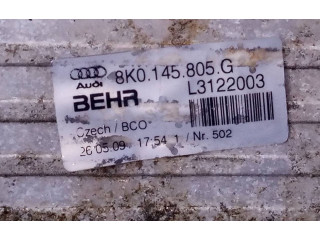 Audi
8K0.145.805.G
BEHR
L3122003
Czech / BCO
26.05.09 17:54 1 / Nr. 502